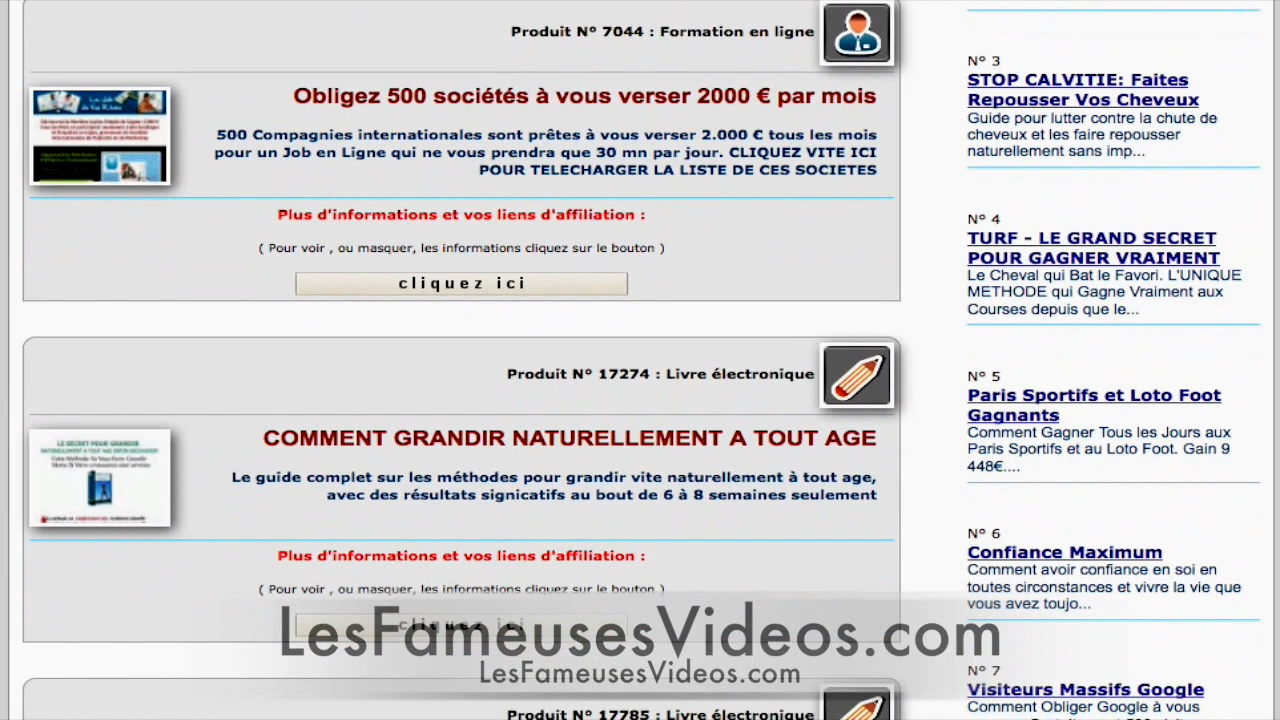 Produit N° 7044 : Formation en ligne
Obligez 500 sociétés à vous verser 2000 € par mois
500 Compagnies internationales sont prêtes à vous verser 2.000 € tous les mois
pour un Job en Ligne qui ne vous prendra que 30 mn par jour. CLIQUEZ VITE ICI
POUR TELECHARGER LA LISTE DE CES SOCIETES
Plus d'informations et vos liens d'affiliation :
( Pour voir , ou masquer, les informations cliquez sur le bouton )
cliquez ici
Produit N° 17274 : Livre électronique
LE SECRET POUR GRANDIR
COMMENT GRANDIR NATURELLEMENT A TOUT AGE
Le guide complet sur les méthodes pour grandir vite naturellement à tout age,
avec des résultats signicatifs au bout de 6 à 8 semaines seulement
Plus d'informations et vos liens d'affiliation :
( Pour voir , ou masquer, les informations cliquez sur le bouton )
cliquez ici
LesFameusesVideos.com
LesFameusesVideos.com
Produit N° 17785 : Livre électronique
N° 3
STOP CALVITIE: Faites
Repousser Vos Cheveux
Guide pour lutter contre la chute de
cheveux et les faire repousser
naturellement sans imp...
N° 4
TURF - LE GRAND SECRET
POUR GAGNER VRAIMENT
Le Cheval qui Bat le Favori. L'UNIQUE
METHODE qui Gagne Vraiment aux
Courses depuis que le...
N° 5
Paris Sportifs et Loto Foot
Gagnants
Comment Gagner Tous les Jours aux
Paris Sportifs et au Loto Foot. Gain 9
448€....
N° 6
Confiance Maximum
Comment avoir confiance en soi en
toutes circonstances et vivre la vie que
vous avez toujo...
N° 7
Visiteurs Massifs Google
Comment Obliger Google à vous